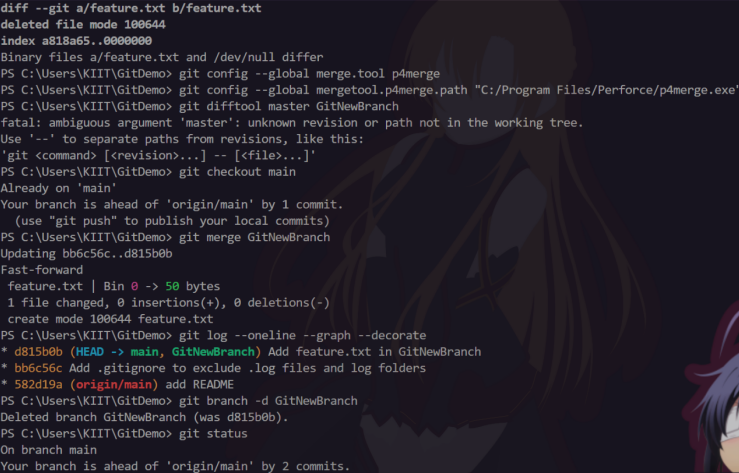 diff --git a/feature.txt b/feature.txt
deleted file mode 100644
index a818a65..0000000
Binary files a/feature.txt and /dev/null differ
PS C:\Users\KIIT\GitDemo> git config --global merge.tool p4merge
PS C:\Users\KIIT\GitDemo> git config --global mergetool.p4merge.path "C:/Program Files/Perforce/p4merge.exe"
PS C:\Users\KIIT\GitDemo> git difftool master GitNewBranch
fatal: ambiguous argument 'master': unknown revision or path not in the working tree.
Use '--' to separate paths from revisions, like this:
'git <command> [<revision>...] -- [<file>...]'
PS C:\Users\KIIT\GitDemo> git checkout main
Already on 'main'
Your branch is ahead of 'origin/main' by 1 commit.
  (use "git push" to publish your local commits)
PS C:\Users\KIIT\GitDemo> git merge GitNewBranch
Updating bb6c56c..d815b0b
Fast-forward
 feature.txt | Bin 0 -> 50 bytes
 1 file changed, 0 insertions(+), 0 deletions(-)
 create mode 100644 feature.txt
PS C:\Users\KIIT\GitDemo> git log --oneline --graph --decorate
* d815b0b (HEAD -> main, GitNewBranch) Add feature.txt in GitNewBranch
* bb6c56c Add .gitignore to exclude .log files and log folders
* 582d19a (origin/main) add README
PS C:\Users\KIIT\GitDemo> git branch -d GitNewBranch
Deleted branch GitNewBranch (was d815b0b).
PS C:\Users\KIIT\GitDemo> git status
On branch main
Your branch is ahead of 'origin/main' by 2 commits.